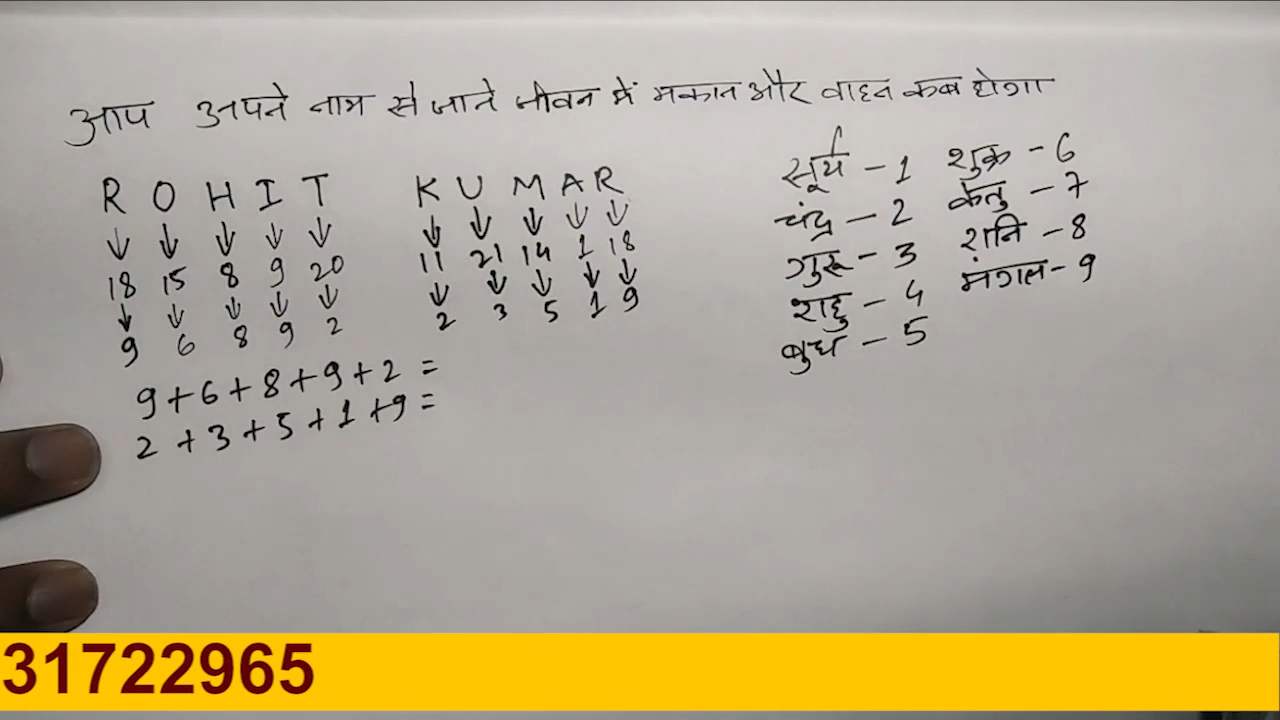 आप अपने नाम से जाने जीवन में मकान और वाहन कब होगा
R O H I T K U M A R
↓ ↓ ↓ ↓ ↓ ↓ ↓ ↓ ↓ ↓
18 15 8 9 20 11 21 14 1 18
↓ ↓ ↓ ↓ ↓ ↓ ↓ ↓ ↓ ↓
9 6 8 9 2 2 3 5 1 9
9+6+8+9+2 =
2+3+5+1+9 =
सूर्य - 1 शुक्र - 6
चंद्र - 2 केतु - 7
गुरू - 3 शनि - 8
राहु - 4 मंगल - 9
बुध - 5
31722965